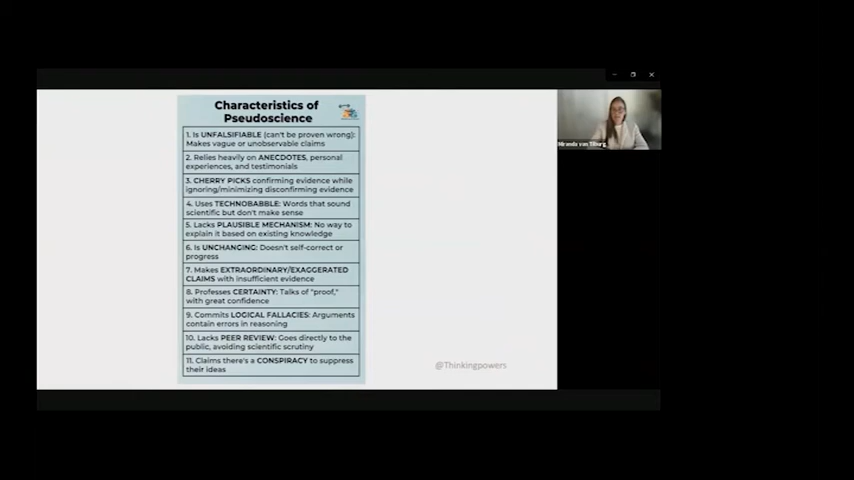 Characteristics of
Pseudoscience
1. Is UNFALSIFIABLE (can't be proven wrong):
Makes vague or unobservable claims
2. Relies heavily on ANECDOTES, personal
experiences, and testimonials
3. CHERRY PICKS confirming evidence while
ignoring/minimizing disconfirming evidence
4. Uses TECHNOBABBLE: Words that sound
scientific but don't make sense
5. Lacks PLAUSIBLE MECHANISM: No way to
explain it based on existing knowledge
6. Is UNCHANGING: Doesn't self-correct or
progress
7. Makes EXTRAORDINARY/EXAGGERATED
CLAIMS with insufficient evidence
8. Professes CERTAINTY: Talks of "proof,"
with great confidence
9. Commits LOGICAL FALLACIES: Arguments
contain errors in reasoning
10. Lacks PEER REVIEW: Goes directly to the
public, avoiding scientific scrutiny
11. Claims there's a CONSPIRACY to suppress
their ideas
@Thinkingpowers
Miranda van Tilburg